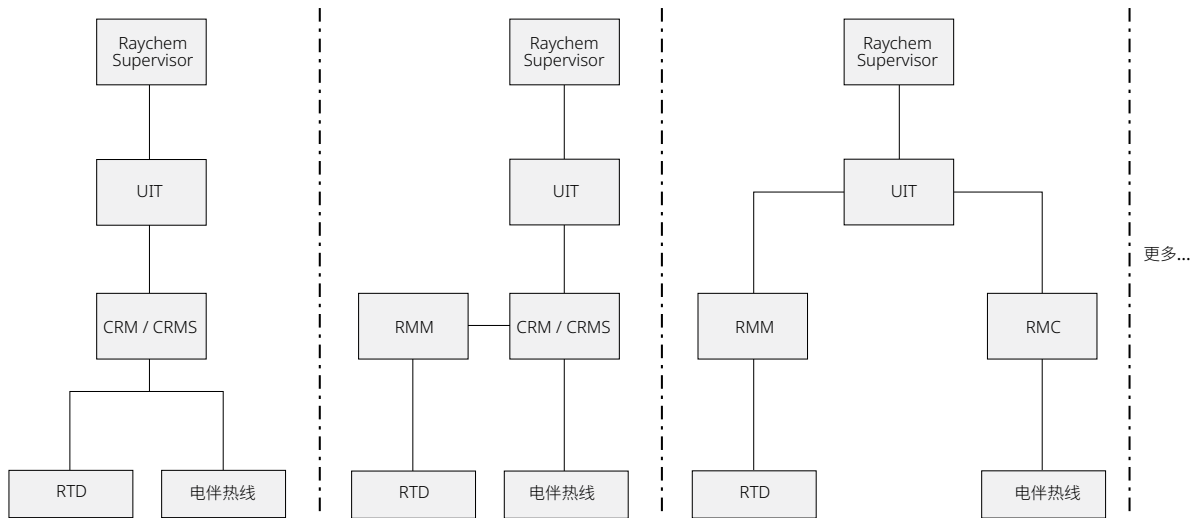 Raychem
Supervisor
UIT
CRM / CRMS
RTD
电伴热线
Raychem
Supervisor
UIT
RMM
CRM / CRMS
RTD
电伴热线
Raychem
Supervisor
UIT
RMM
RMC
RTD
电伴热线
更多...